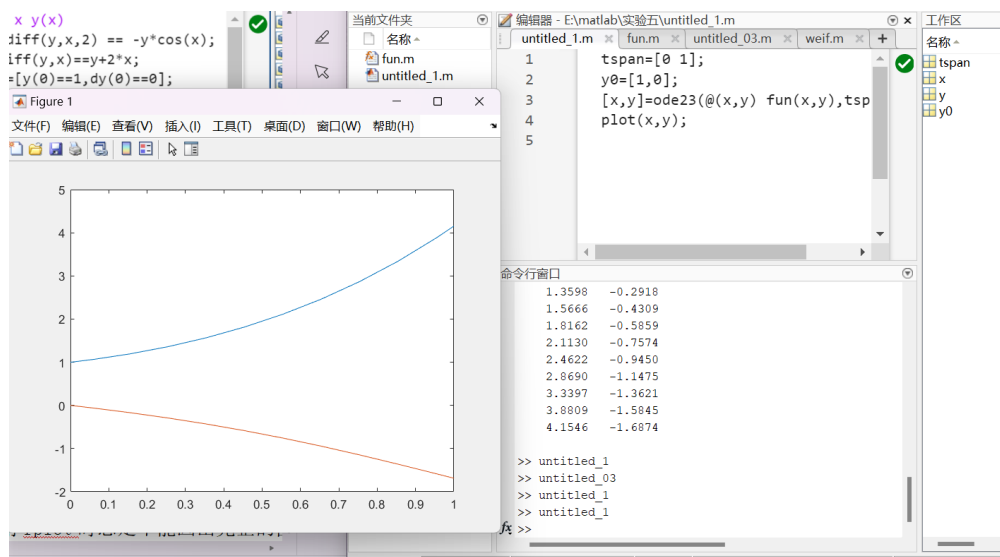 x y(x)
diff(y,x,2) == -y*cos(x);
iff(y,x)==y+2*x;
=[y(0)==1,dy(0)==0];
Figure 1
文件(F) 编辑(E) 查看(V) 插入(I) 工具(T) 桌面(D) 窗口(W) 帮助(H)
5
4
3
2
1
0
-1
-2
0 0.1 0.2 0.3 0.4 0.5 0.6 0.7 0.8 0.9 1
当前文件夹
名称
fun.m
untitled_1.m
编辑器 - E:\matlab\实验五\untitled_1.m
untitled_1.m fun.m untitled_03.m weif.m
1 tspan=[0 1];
2 y0=[1,0];
3 [x,y]=ode23(@(x,y) fun(x,y),tsp
4 plot(x,y);
5
命令行窗口
1.3598 -0.2918
1.5666 -0.4309
1.8162 -0.5859
2.1130 -0.7574
2.4622 -0.9450
2.8690 -1.1475
3.3397 -1.3621
3.8809 -1.5845
4.1546 -1.6874
>> untitled_1
>> untitled_03
>> untitled_1
>> untitled_1
fx >>
工作区
名称
tspan
x
y
y0